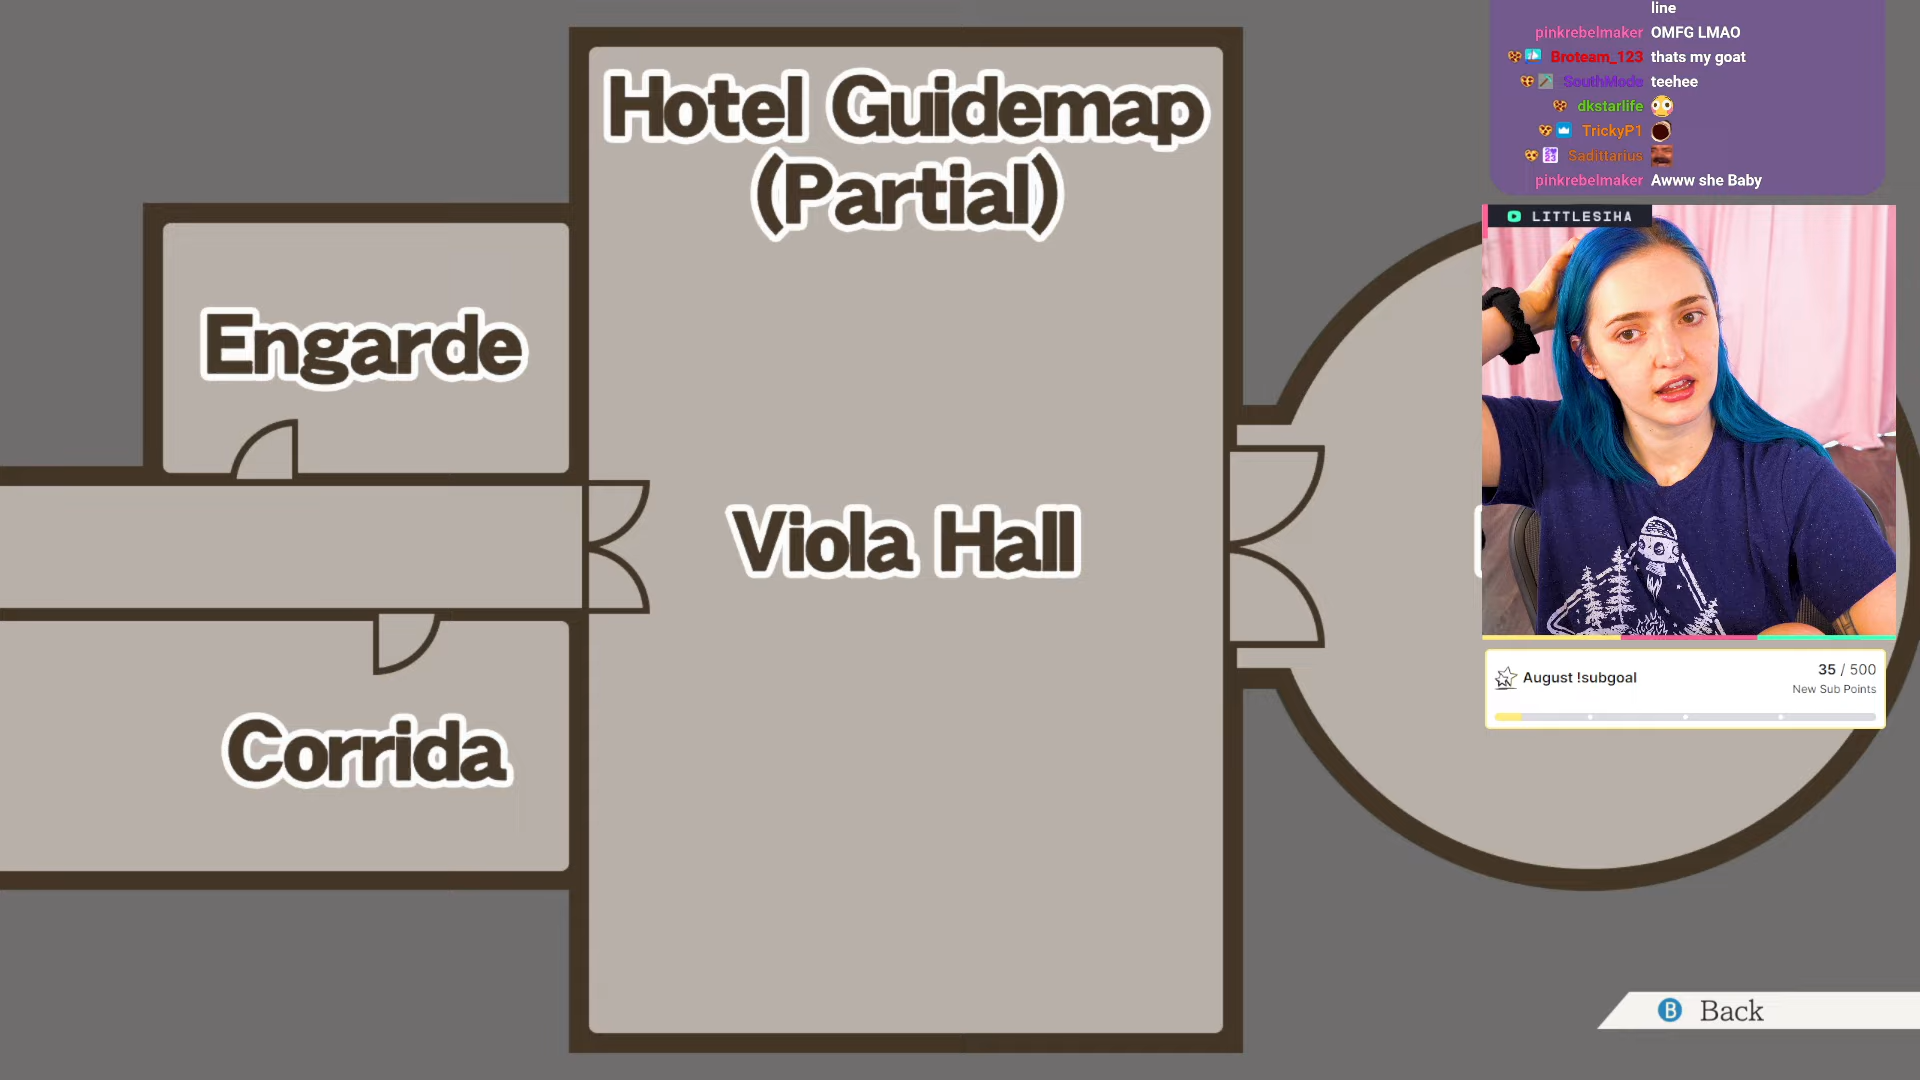 Hotel Guidemap
(Partial)
Engarde
Viola Hall
Corrida
line
pinkrebelmaker OMFG LMAO
Broteam_123 thats my goat
SouthMode teehee
dkstarlife
TrickyP1
Sadittarius
pinkrebelmaker Awww she Baby
LITTLESIHA
August !subgoal
35 / 500
New Sub Points
B Back